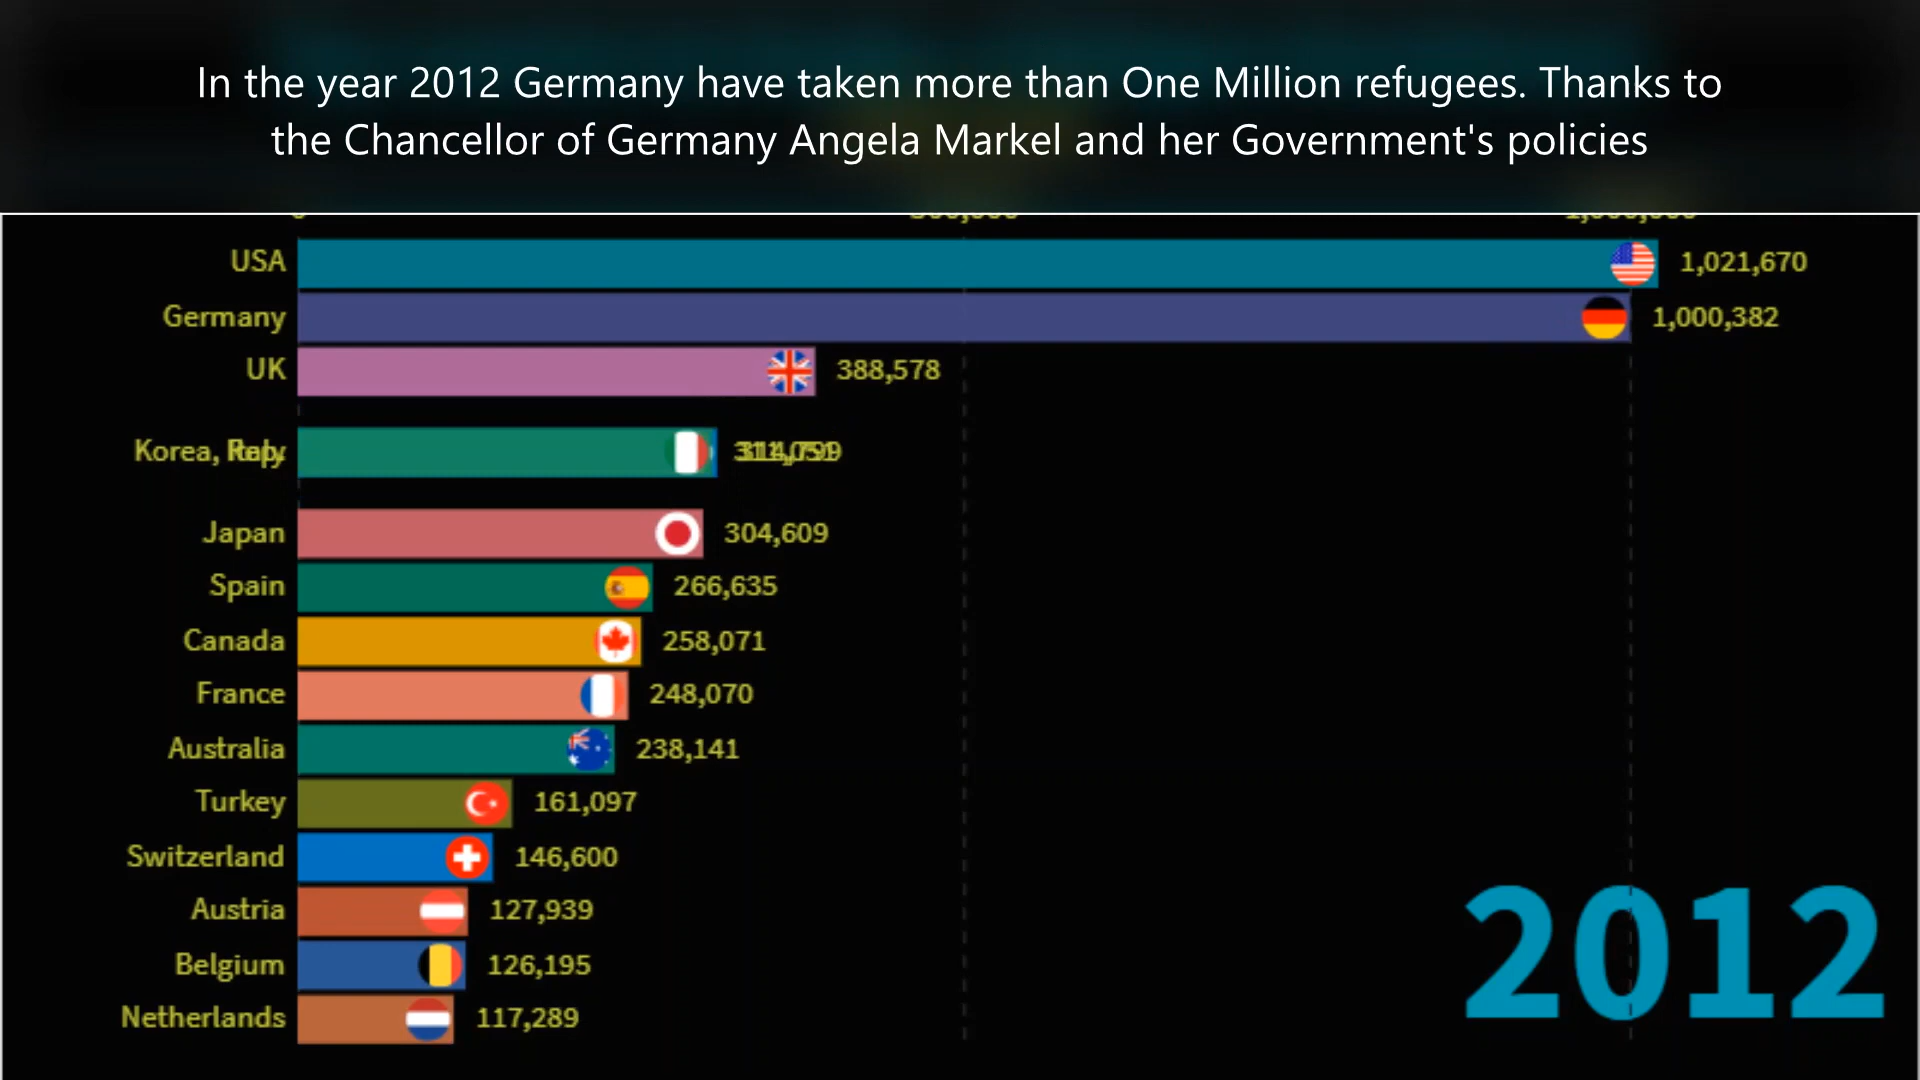 In the year 2012 Germany have taken more than One Million refugees. Thanks to
the Chancellor of Germany Angela Markel and her Government's policies
USA 1,021,670
Germany 1,000,382
UK 388,578
Korea,
Japan 304,609
Spain 266,635
Canada 258,071
France 248,070
Australia 238,141
Turkey 161,097
Switzerland 146,600
Austria 127,939
Belgium 126,195
Netherlands 117,289
2012